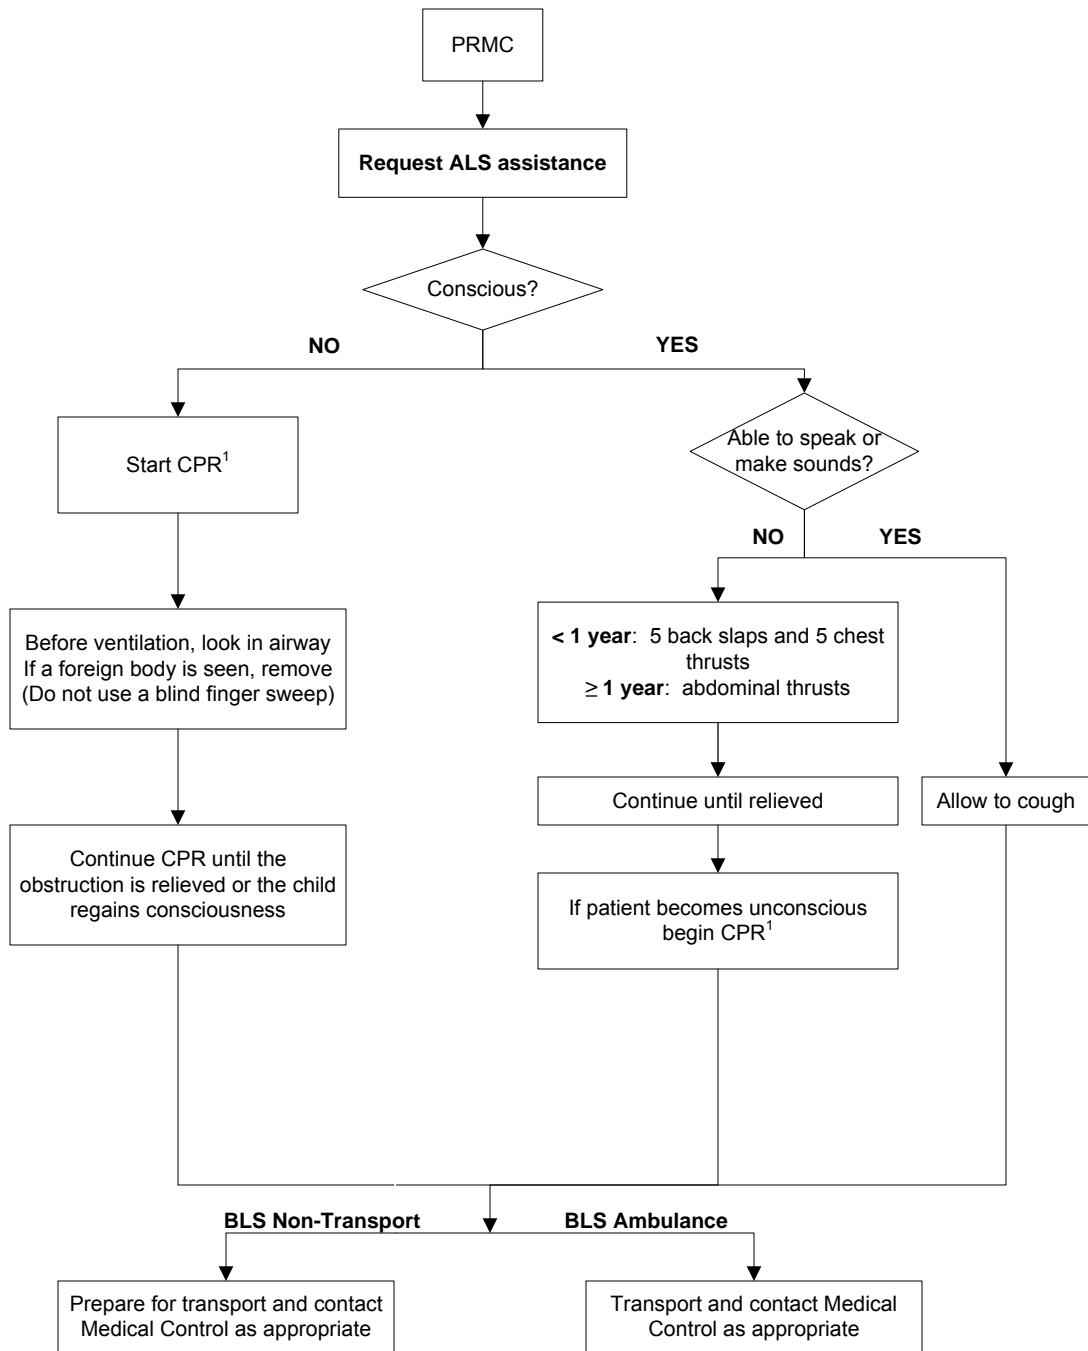 PRMC
Request ALS assistance
Conscious?
NO
YES
Start CPR¹
Able to speak or
make sounds?
NO
YES
Before ventilation, look in airway
If a foreign body is seen, remove
(Do not use a blind finger sweep)
< 1 year: 5 back slaps and 5 chest
thrusts
≥ 1 year: abdominal thrusts
Continue until relieved
Allow to cough
Continue CPR until the
obstruction is relieved or the child
regains consciousness
If patient becomes unconscious
begin CPR¹
BLS Non-Transport
BLS Ambulance
Prepare for transport and contact
Medical Control as appropriate
Transport and contact Medical
Control as appropriate